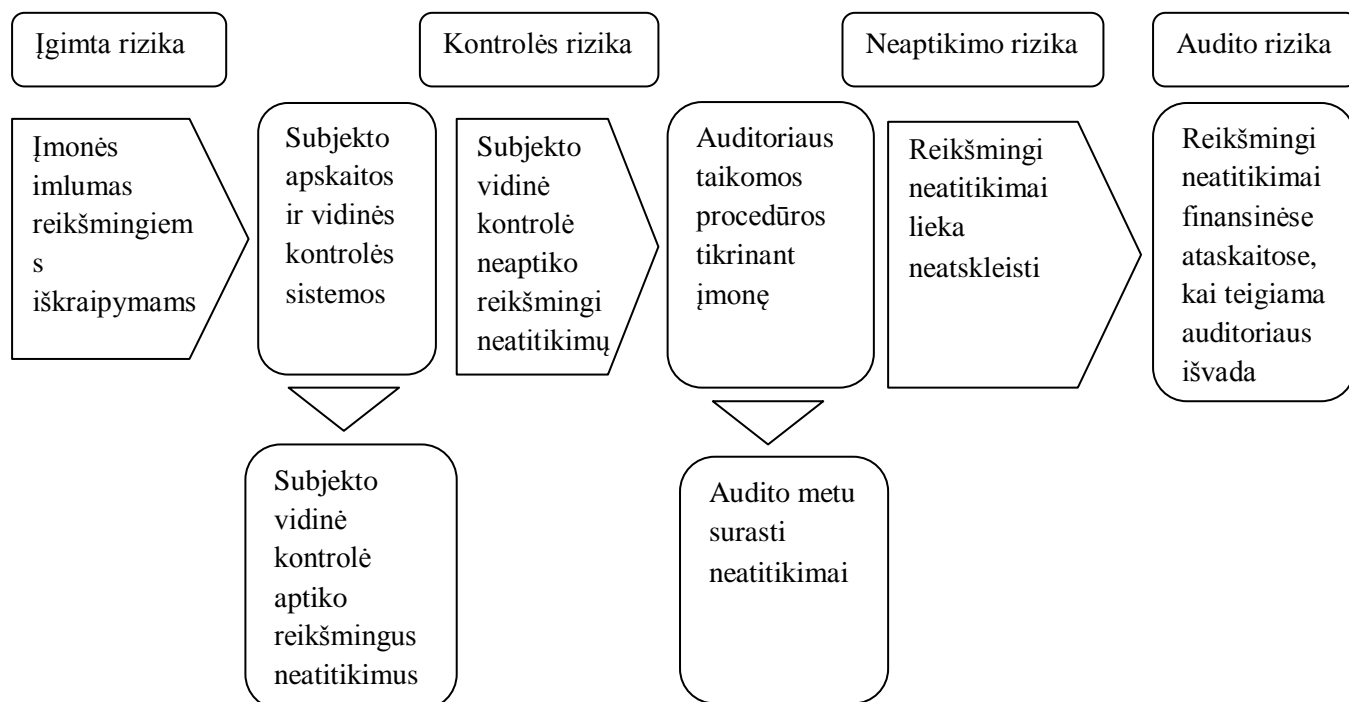 Įgimta rizika
Kontrolės rizika
Neaptikimo rizika
Audito rizika
Įmonės
imlumas
reikšmingiem
s
iškraipymams
Subjekto
apskaitos
ir vidinės
kontrolės
sistemos
Subjekto
vidinė
kontrolė
neaptiko
reikšmingi
neatitikimų
Auditoriaus
taikomos
procedūros
tikrinant
įmonę
Reikšmingi
neatitikimai
lieka
neatskleisti
Reikšmingi
neatitikimai
finansinėse
ataskaitose,
kai teigiama
auditoriaus
išvada
Subjekto
vidinė
kontrolė
aptiko
reikšmingus
neatitikimus
Audito metu
surasti
neatitikimai